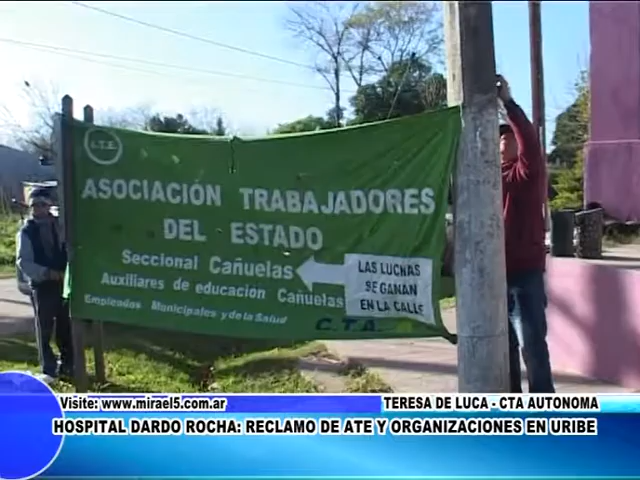 A.T.E.
ASOCIACIÓN TRABAJADORES
DEL ESTADO
Seccional Cañuelas
Auxiliares de educación Cañuelas
Empleados Municipales y de la Salud
LAS LUCHAS
SE GANAN
EN LA CALLE
C.T.A.
Visite: www.mirael5.com.ar
TERESA DE LUCA - CTA AUTONOMA
HOSPITAL DARDO ROCHA: RECLAMO DE ATE Y ORGANIZACIONES EN URIBE